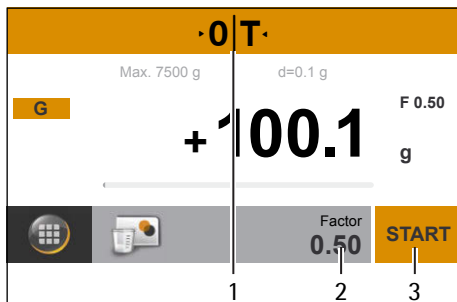 0 T
Max. 7500 g d=0.1 g
G
F 0.50
+100.1
g
Factor
0.50
START
1 2 3